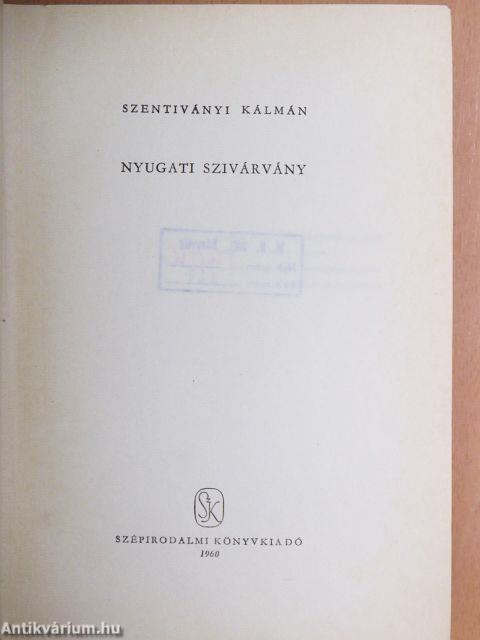 SZENTIVÁNYI KÁLMÁN
NYUGATI SZIVÁRVÁNY
SZK
SZÉPIRODALMI KÖNYVKIADÓ
1960
Antikvárium.hu